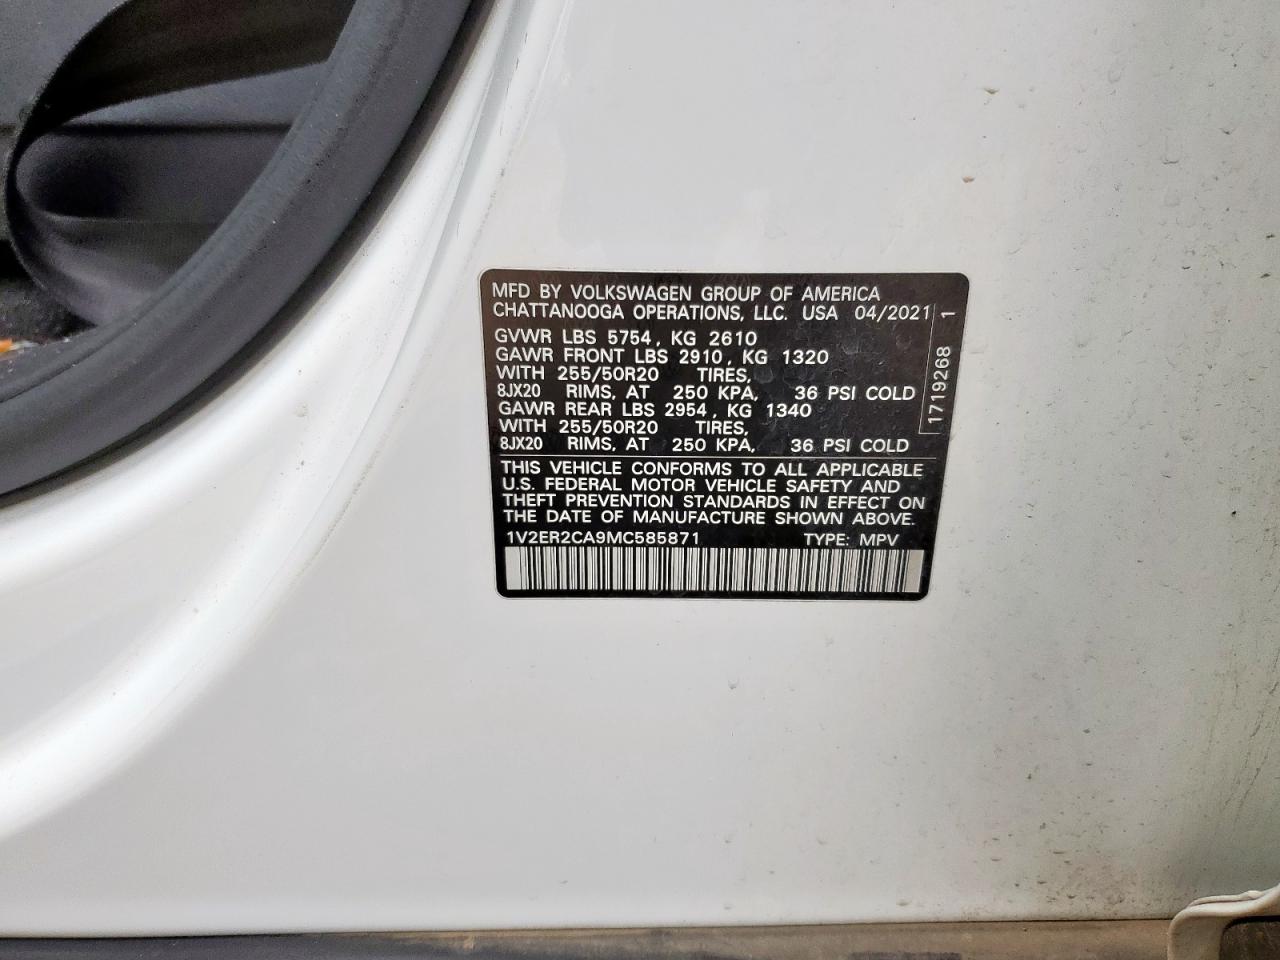 MFD BY VOLKSWAGEN GROUP OF AMERICA
CHATTANOOGA OPERATIONS, LLC. USA 04/2021
GVWR LBS 5754, KG 2610
GAWR FRONT LBS 2910, KG 1320
WITH 255/50R20 TIRES,
8JX20 RIMS, AT 250 KPA, 36 PSI COLD
GAWR REAR LBS 2954, KG 1340
WITH 255/50R20 TIRES,
8JX20 RIMS, AT 250 KPA, 36 PSI COLD
1719268 1
THIS VEHICLE CONFORMS TO ALL APPLICABLE
U.S. FEDERAL MOTOR VEHICLE SAFETY AND
THEFT PREVENTION STANDARDS IN EFFECT ON
THE DATE OF MANUFACTURE SHOWN ABOVE.
1V2ER2CA9MC585871 TYPE: MPV